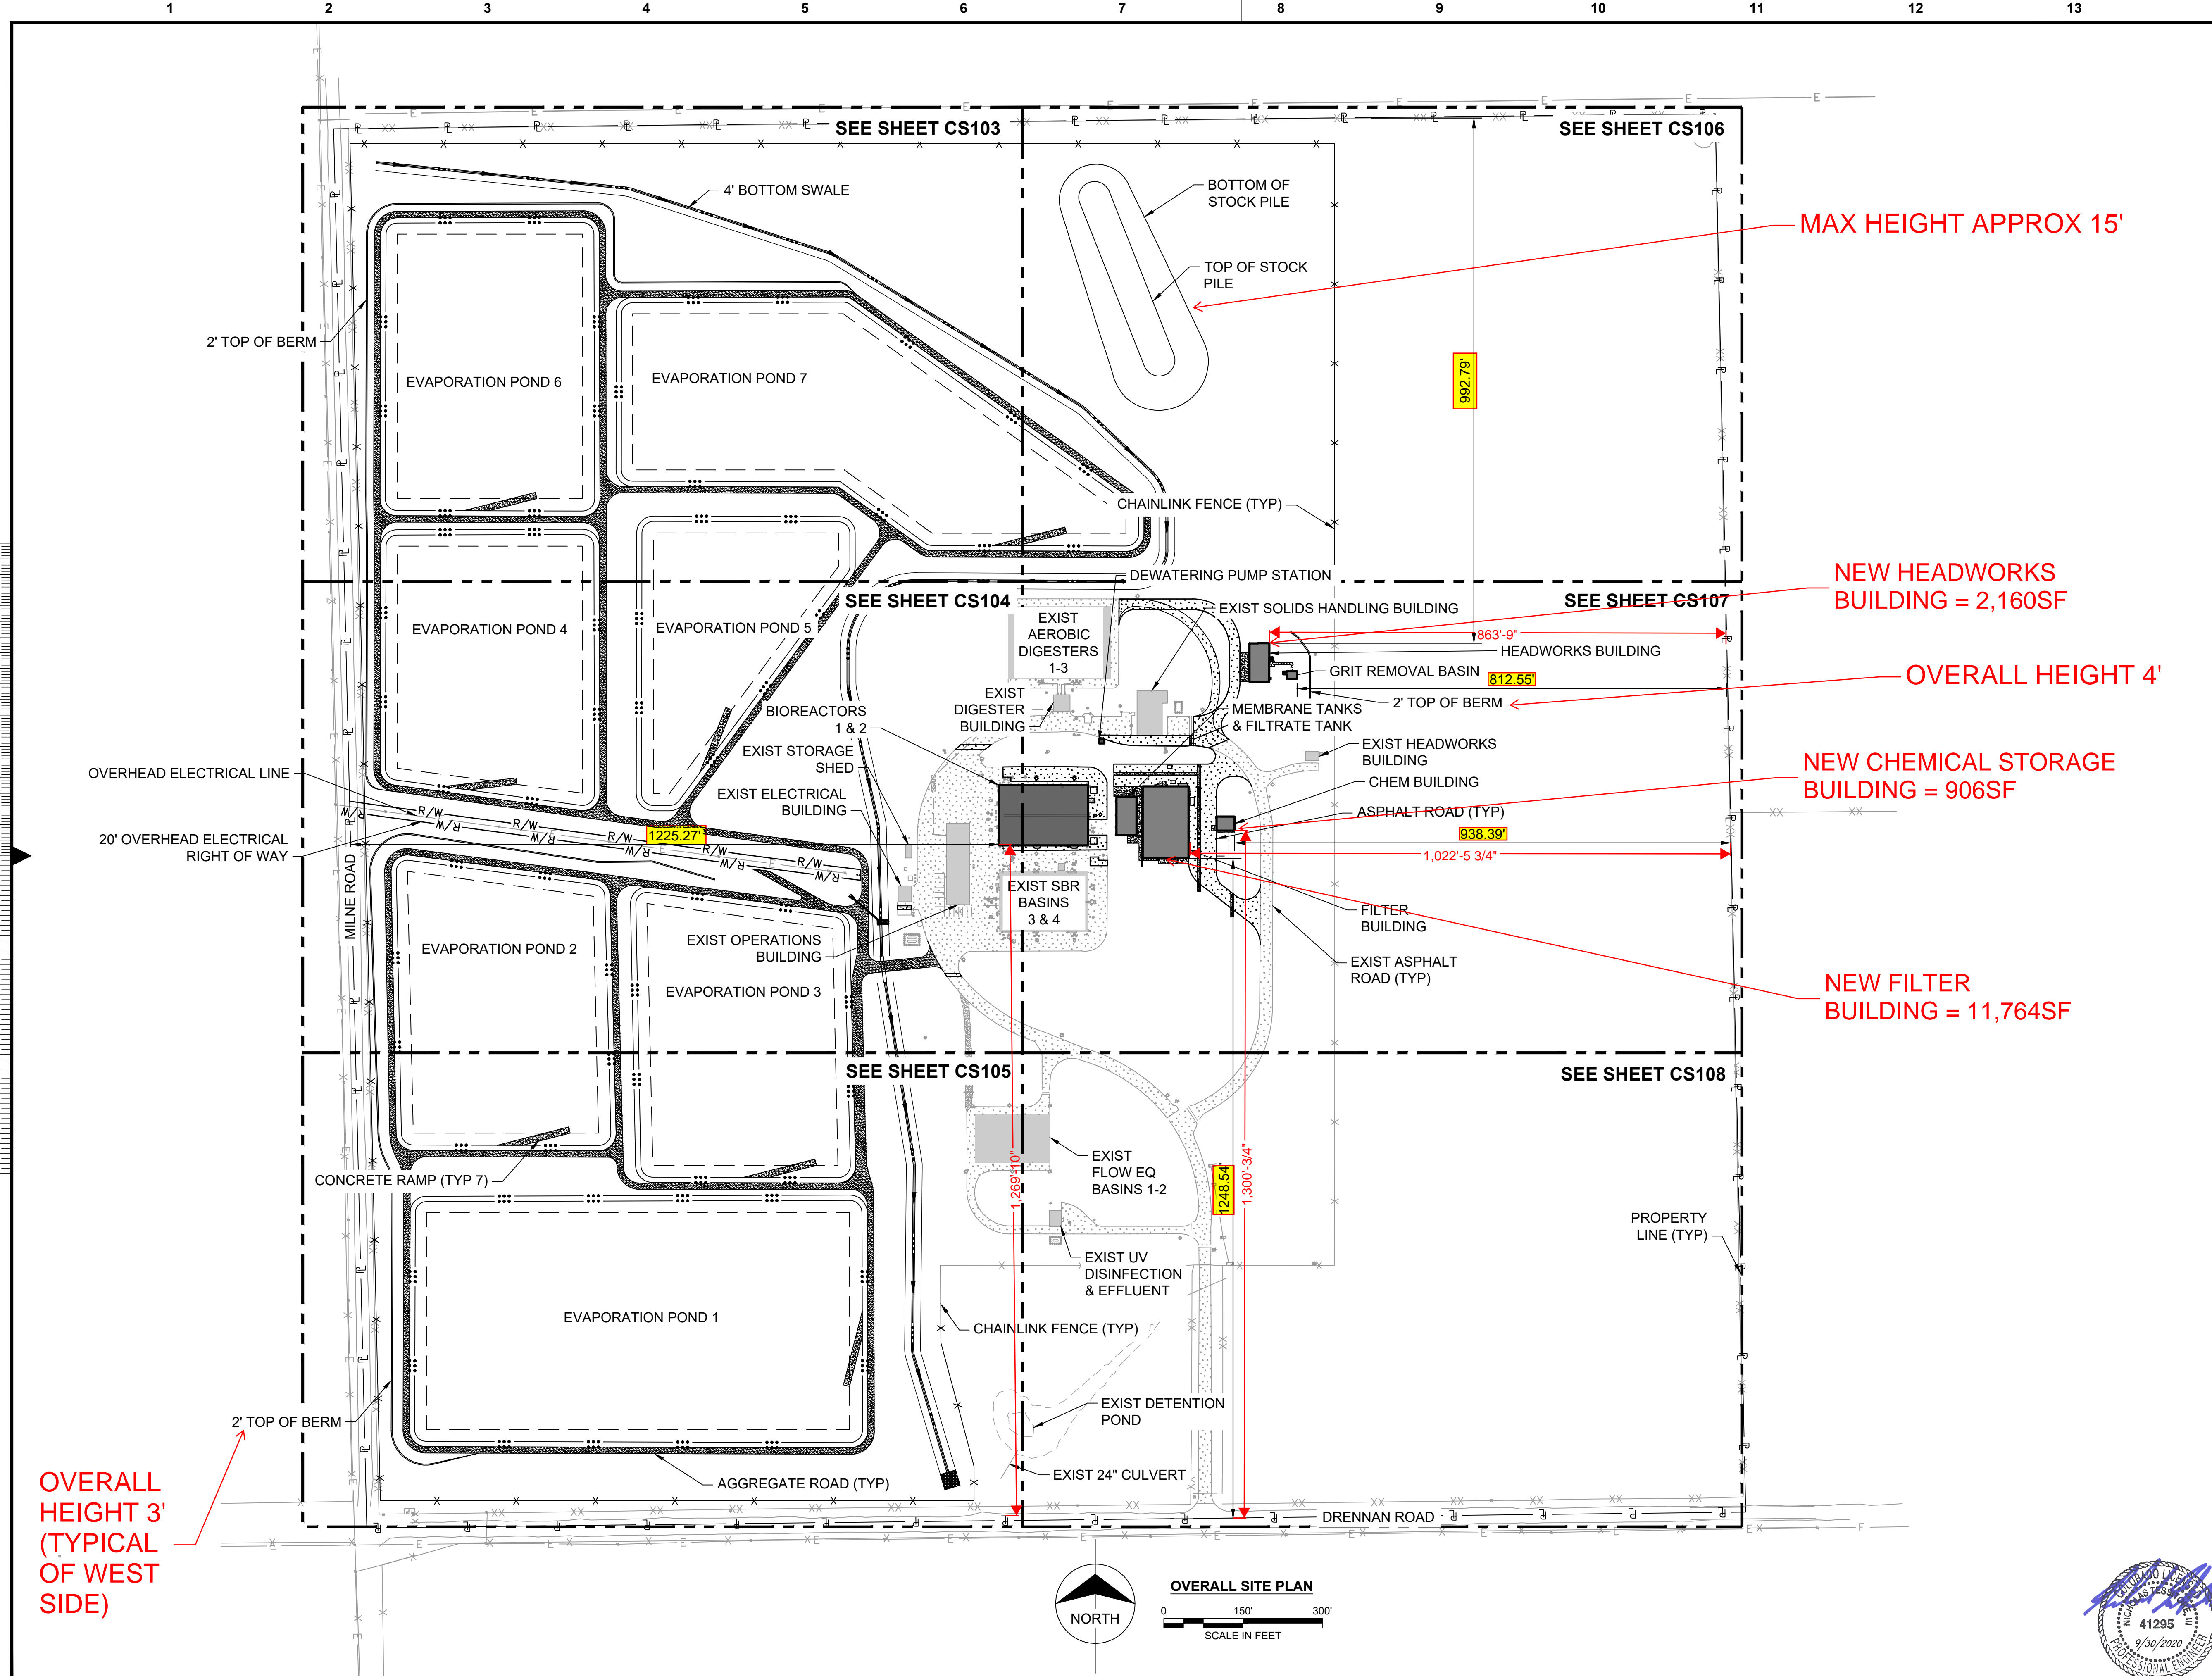 1 2 3 4 5 6 7 8 9 10 11 12 13
SEE SHEET CS103
SEE SHEET CS106
4' BOTTOM SWALE
BOTTOM OF
STOCK PILE
MAX HEIGHT APPROX 15'
TOP OF STOCK
PILE
2' TOP OF BERM
EVAPORATION POND 6
EVAPORATION POND 7
992.79'
CHAINLINK FENCE (TYP)
DEWATERING PUMP STATION
NEW HEADWORKS
BUILDING = 2,160SF
SEE SHEET CS104
SEE SHEET CS107
EXIST SOLIDS HANDLING BUILDING
EXIST
AEROBIC
DIGESTERS
1-3
EVAPORATION POND 4
EVAPORATION POND 5
863'-9"
HEADWORKS BUILDING
GRIT REMOVAL BASIN
812.55'
OVERALL HEIGHT 4'
2' TOP OF BERM
EXIST
DIGESTER
BUILDING
BIOREACTORS
1 & 2
MEMBRANE TANKS
& FILTRATE TANK
EXIST STORAGE
SHED
EXIST HEADWORKS
BUILDING
OVERHEAD ELECTRICAL LINE
NEW CHEMICAL STORAGE
BUILDING = 906SF
CHEM BUILDING
EXIST ELECTRICAL
BUILDING
ASPHALT ROAD (TYP)
20' OVERHEAD ELECTRICAL
RIGHT OF WAY
R/W R/W R/W R/W R/W
R/W R/W R/W R/W R/W
1225.27'
938.39'
1,022'-5 3/4"
MILNE ROAD
EXIST SBR
BASINS
3 & 4
FILTER
BUILDING
EVAPORATION POND 2
EXIST OPERATIONS
BUILDING
EXIST ASPHALT
ROAD (TYP)
EVAPORATION POND 3
NEW FILTER
BUILDING = 11,764SF
SEE SHEET CS105
SEE SHEET CS108
EXIST
FLOW EQ
BASINS 1-2
CONCRETE RAMP (TYP 7)
1,269'-10"
1248.54'
1,300'-3/4"
PROPERTY
LINE (TYP)
EXIST UV
DISINFECTION
& EFFLUENT
EVAPORATION POND 1
CHAINLINK FENCE (TYP)
EXIST DETENTION
POND
2' TOP OF BERM
EXIST 24" CULVERT
AGGREGATE ROAD (TYP)
OVERALL
HEIGHT 3'
(TYPICAL
OF WEST
SIDE)
DRENNAN ROAD
NORTH
OVERALL SITE PLAN
0 150' 300'
SCALE IN FEET
COLORADO
NICHOLAS
41295
9/30/2020
PROFESSIONAL ENGINEER